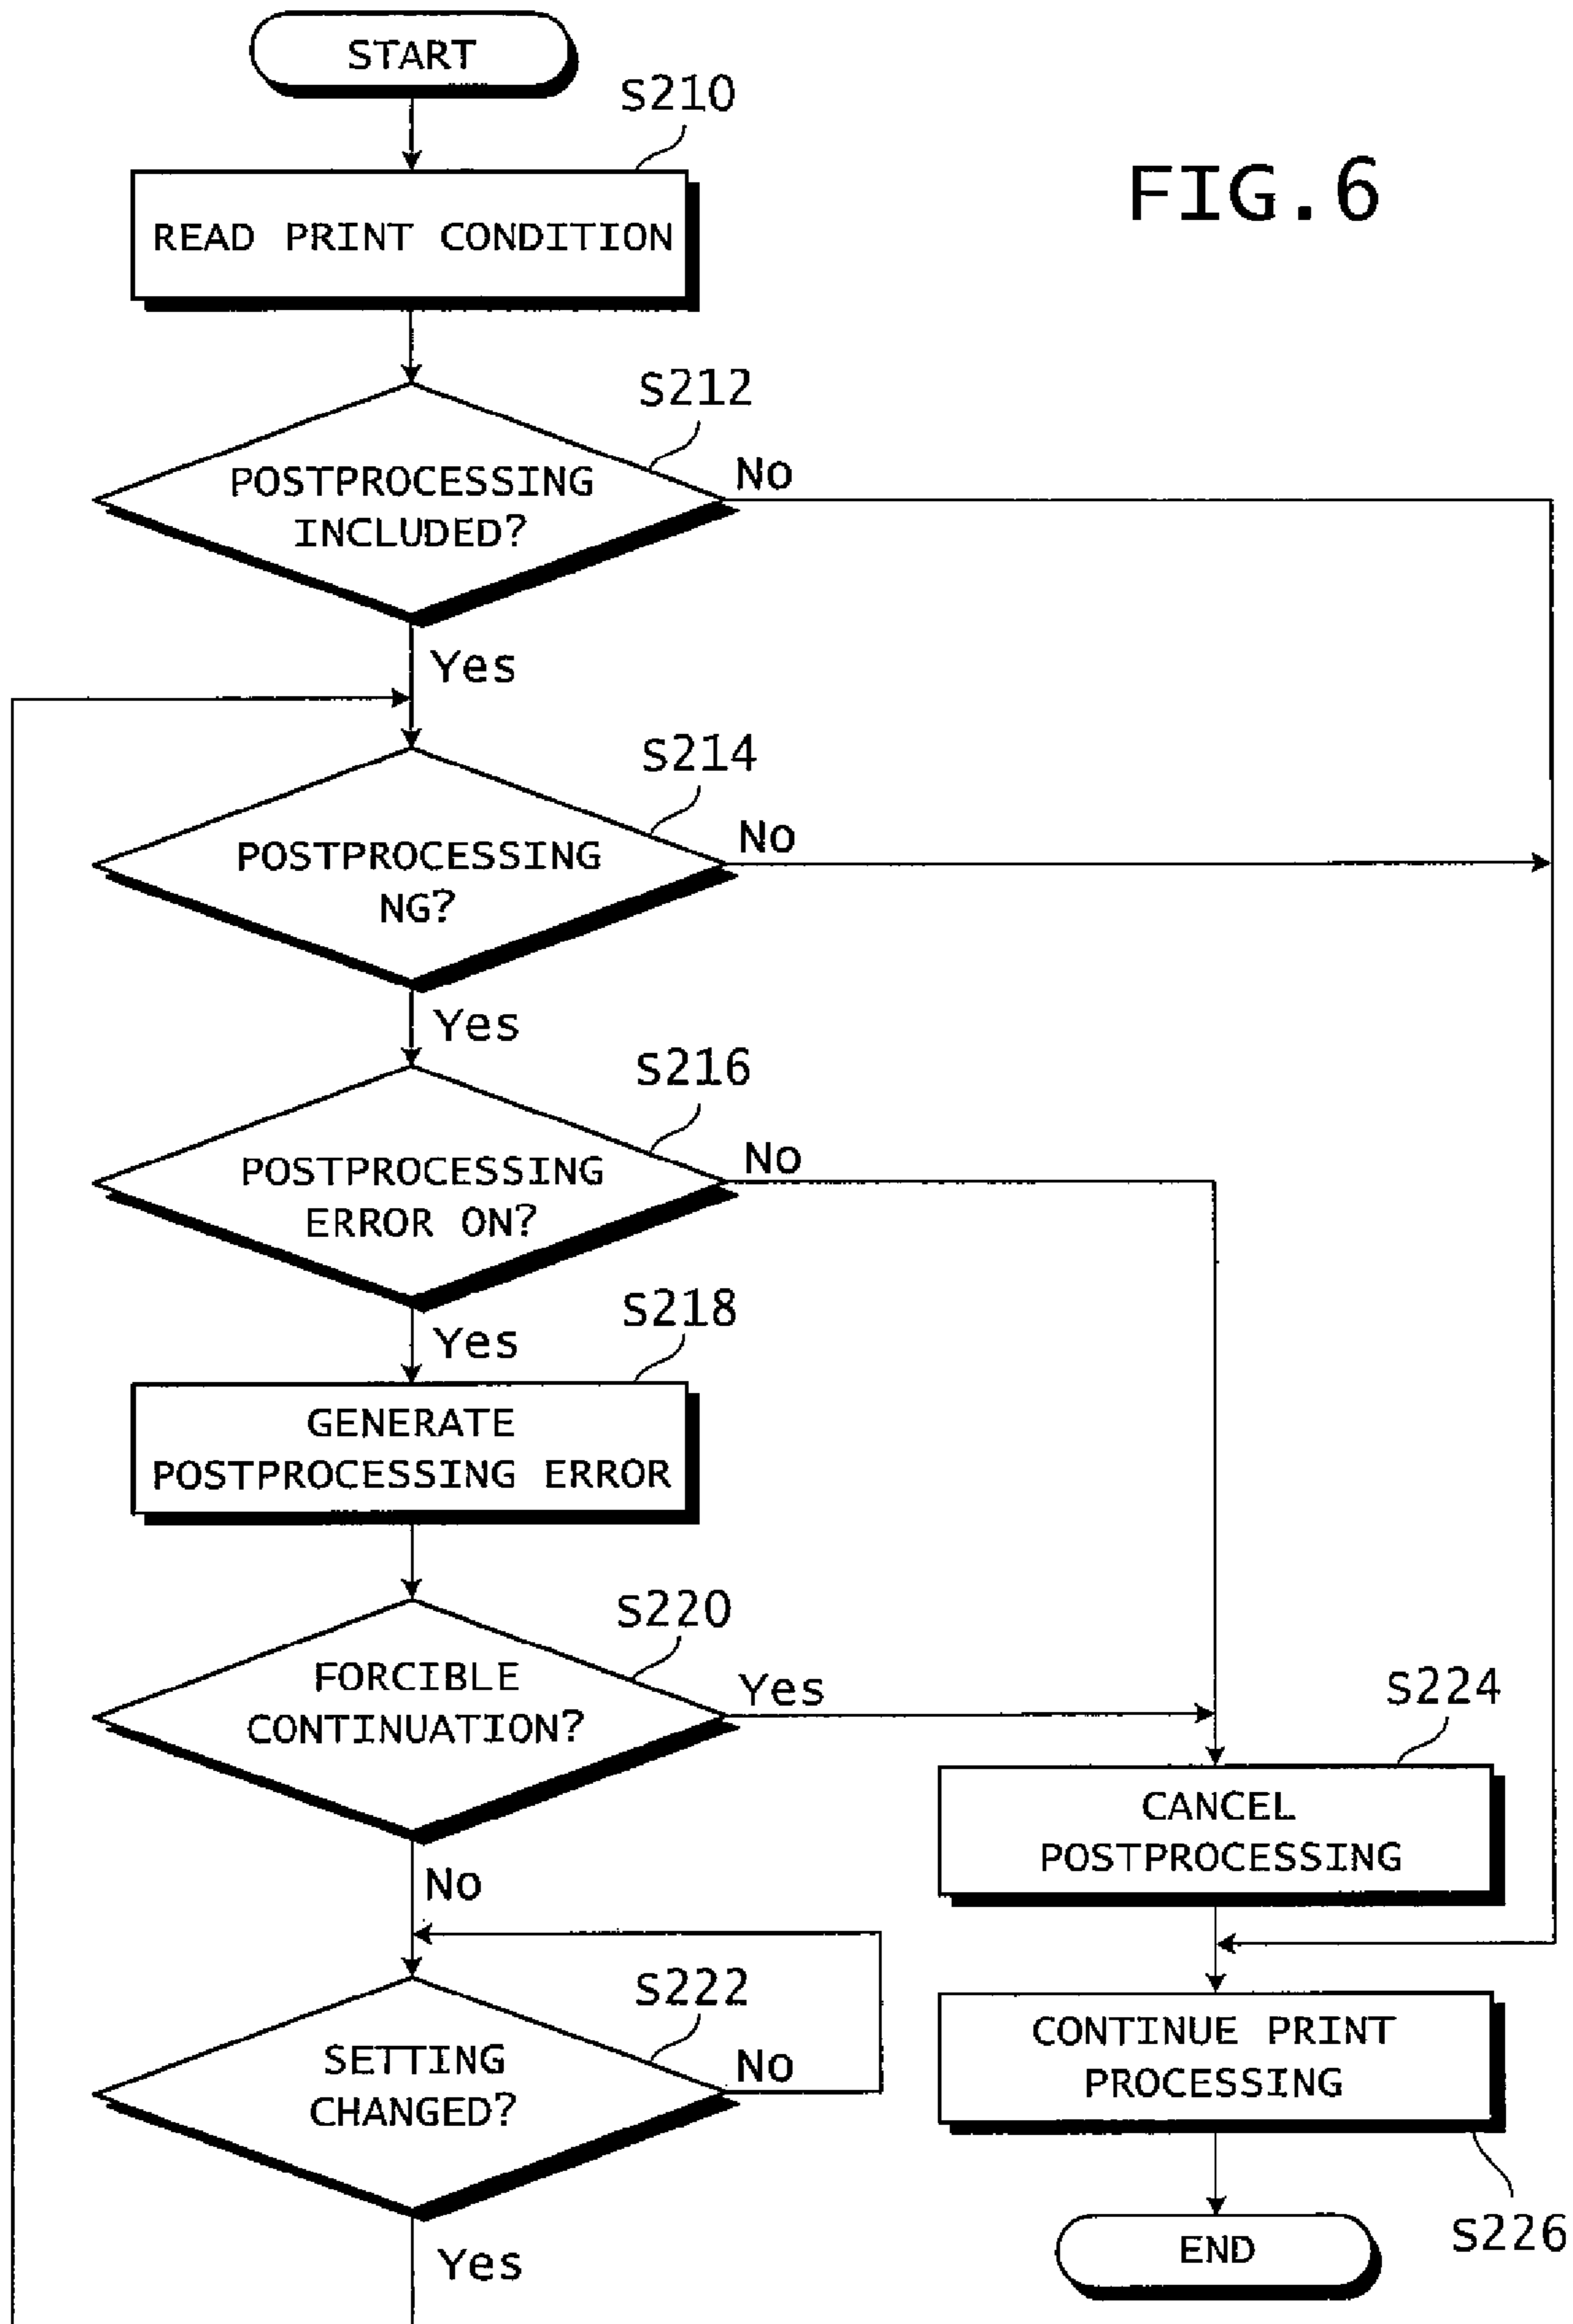 START
S210
FIG.6
READ PRINT CONDITION
S212
POSTPROCESSING
INCLUDED?
No
Yes
S214
POSTPROCESSING
NG?
No
Yes
S216
POSTPROCESSING
ERROR ON?
No
Yes
S218
GENERATE
POSTPROCESSING ERROR
S220
FORCIBLE
CONTINUATION?
Yes
No
S224
CANCEL
POSTPROCESSING
S222
SETTING
CHANGED?
No
Yes
CONTINUE PRINT
PROCESSING
S226
END